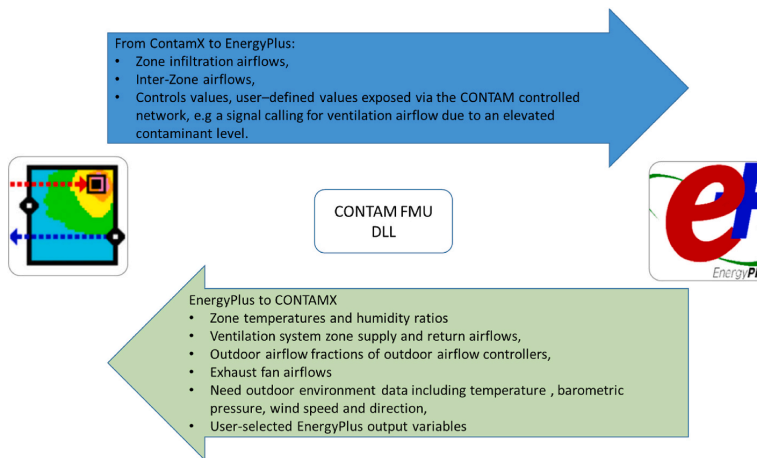 From ContamX to EnergyPlus:
• Zone infiltration airflows,
• Inter-Zone airflows,
• Controls values, user–defined values exposed via the CONTAM controlled
network, e.g a signal calling for ventilation airflow due to an elevated
contaminant level.
CONTAM FMU
DLL
EnergyPlus to CONTAMX
• Zone temperatures and humidity ratios
• Ventilation system zone supply and return airflows,
• Outdoor airflow fractions of outdoor airflow controllers,
• Exhaust fan airflows
• Need outdoor environment data including temperature , barometric
pressure, wind speed and direction,
• User-selected EnergyPlus output variables